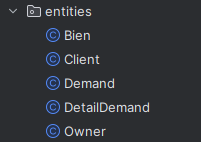 entities
Bien
Client
Demand
DetailDemand
Owner